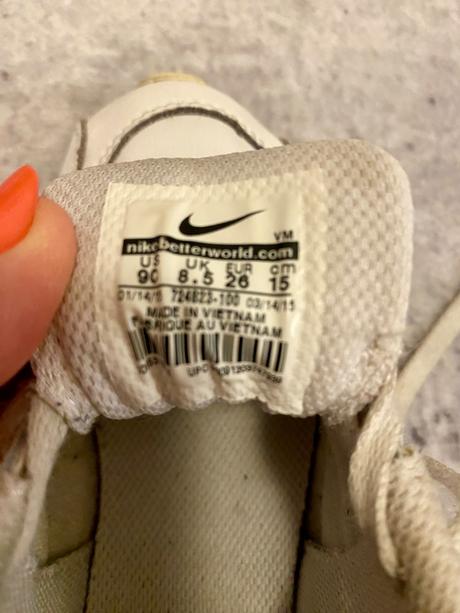 VM
nikebetterworld.com
US UK EUR cm
9C 8.5 26 15
01/14/15 724823-100 03/14/15
MADE IN VIETNAM
FABRIQUE AU VIETNAM
UPC